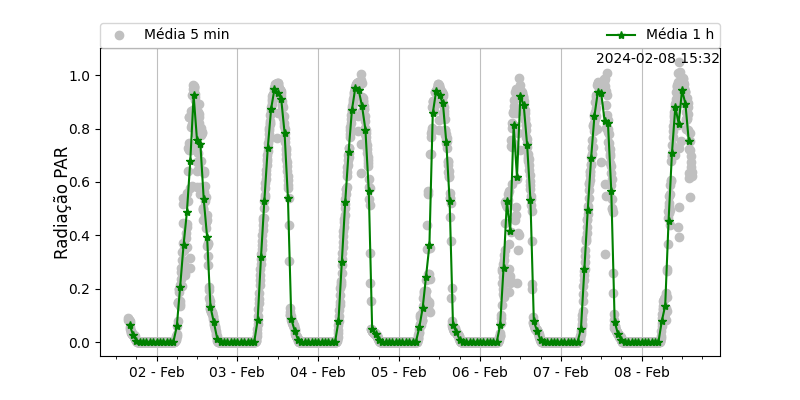 Média 5 min
Média 1 h
2024-02-08 15:32
Radiação PAR
1.0
0.8
0.6
0.4
0.2
0.0
02 - Feb
03 - Feb
04 - Feb
05 - Feb
06 - Feb
07 - Feb
08 - Feb